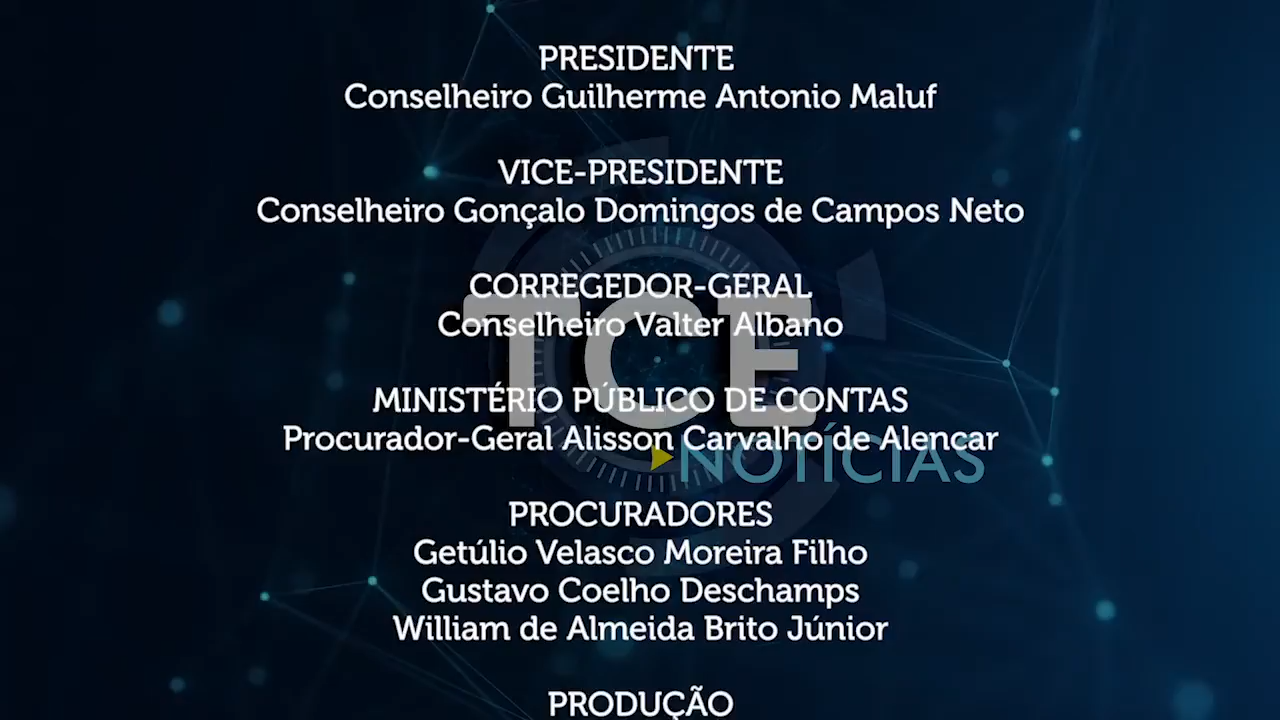 PRESIDENTE
Conselheiro Guilherme Antonio Maluf
VICE-PRESIDENTE
Conselheiro Gonçalo Domingos de Campos Neto
CORREGEDOR-GERAL
Conselheiro Valter Albano
TCE
MINISTÉRIO PÚBLICO DE CONTAS
Procurador-Geral Alisson Carvalho de Alencar
NOTÍCIAS
PROCURADORES
Getúlio Velasco Moreira Filho
Gustavo Coelho Deschamps
William de Almeida Brito Júnior
PRODUÇÃO